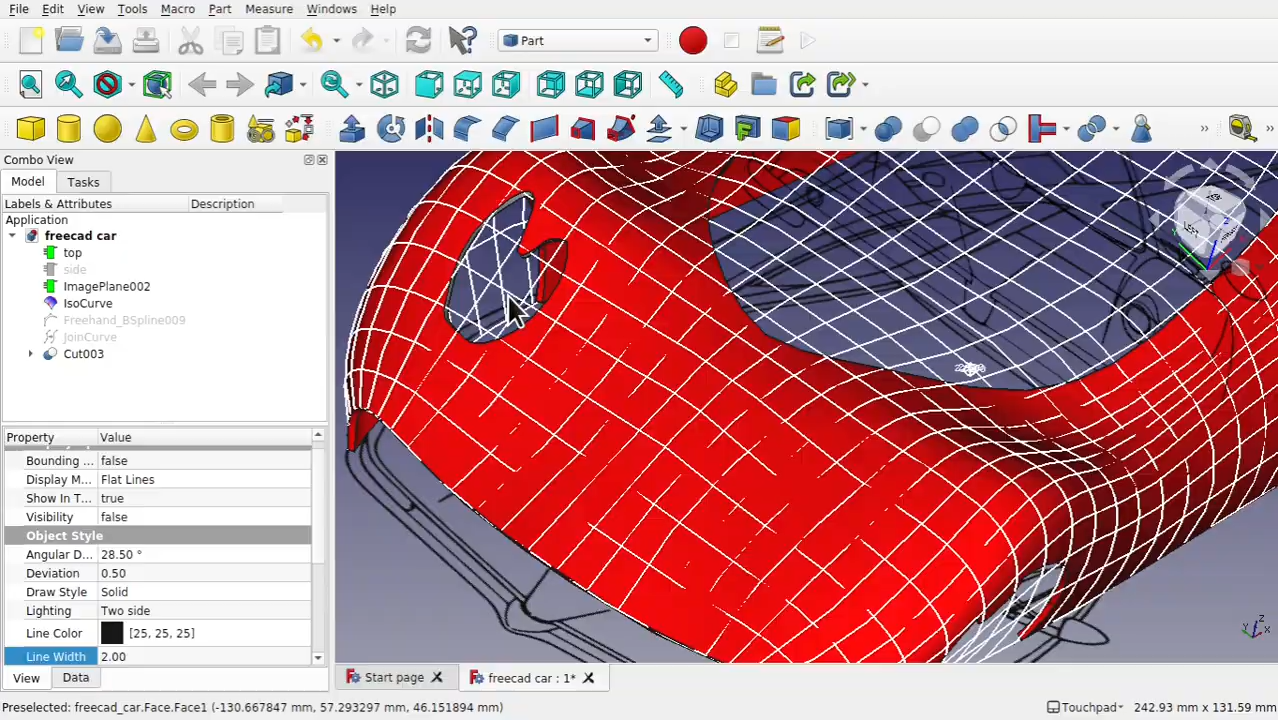 File Edit View Tools Macro Part Measure Windows Help
Part
Combo View
Model Tasks
Labels & Attributes Description
Application
freecad car
top
side
ImagePlane002
IsoCurve
Freehand_BSpline009
JoinCurve
Cut003
Property Value
Bounding ... false
Display M... Flat Lines
Show In T... true
Visibility false
Object Style
Angular D... 28.50 °
Deviation 0.50
Draw Style Solid
Lighting Two side
Line Color [25, 25, 25]
Line Width 2.00
View Data
Start page
freecad car : 1*
Preselected: freecad_car.Face.Face1 (-130.667847 mm, 57.293297 mm, 46.151894 mm)
Touchpad 242.93 mm x 131.59 mm